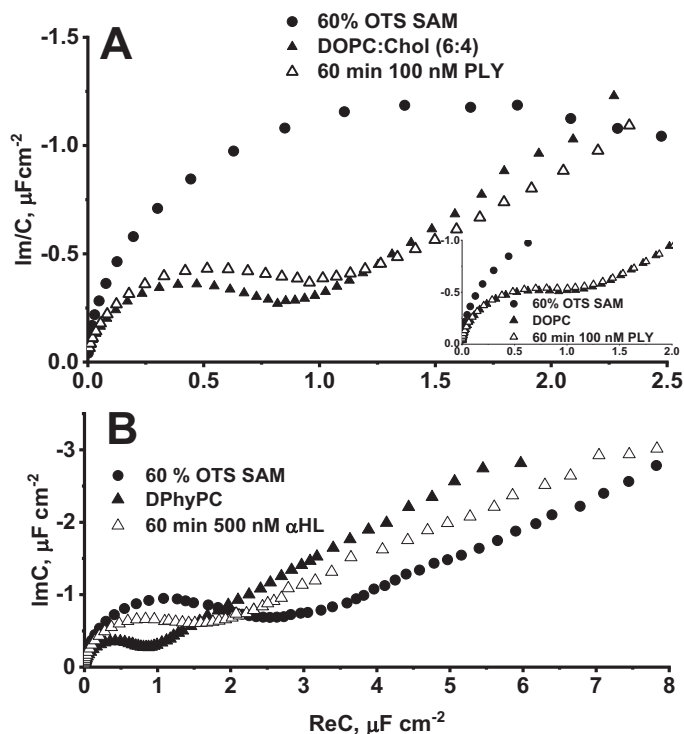 A
● 60% OTS SAM
▲ DOPC:Chol (6:4)
△ 60 min 100 nM PLY
Im/C, μFcm-2
-1.5
-1.0
-0.5
0.0
0.0 0.5 1.0 1.5 2.0 2.5
-1.0
-0.5
0.0
0.0 0.5 1.0 1.5 2.0
● 60% OTS SAM
▲ DOPC
△ 60 min 100 nM PLY
B
● 60 % OTS SAM
▲ DPhyPC
△ 60 min 500 nM αHL
ImC, μF cm-2
-3
-2
-1
0
0 1 2 3 4 5 6 7 8
ReC, μF cm-2